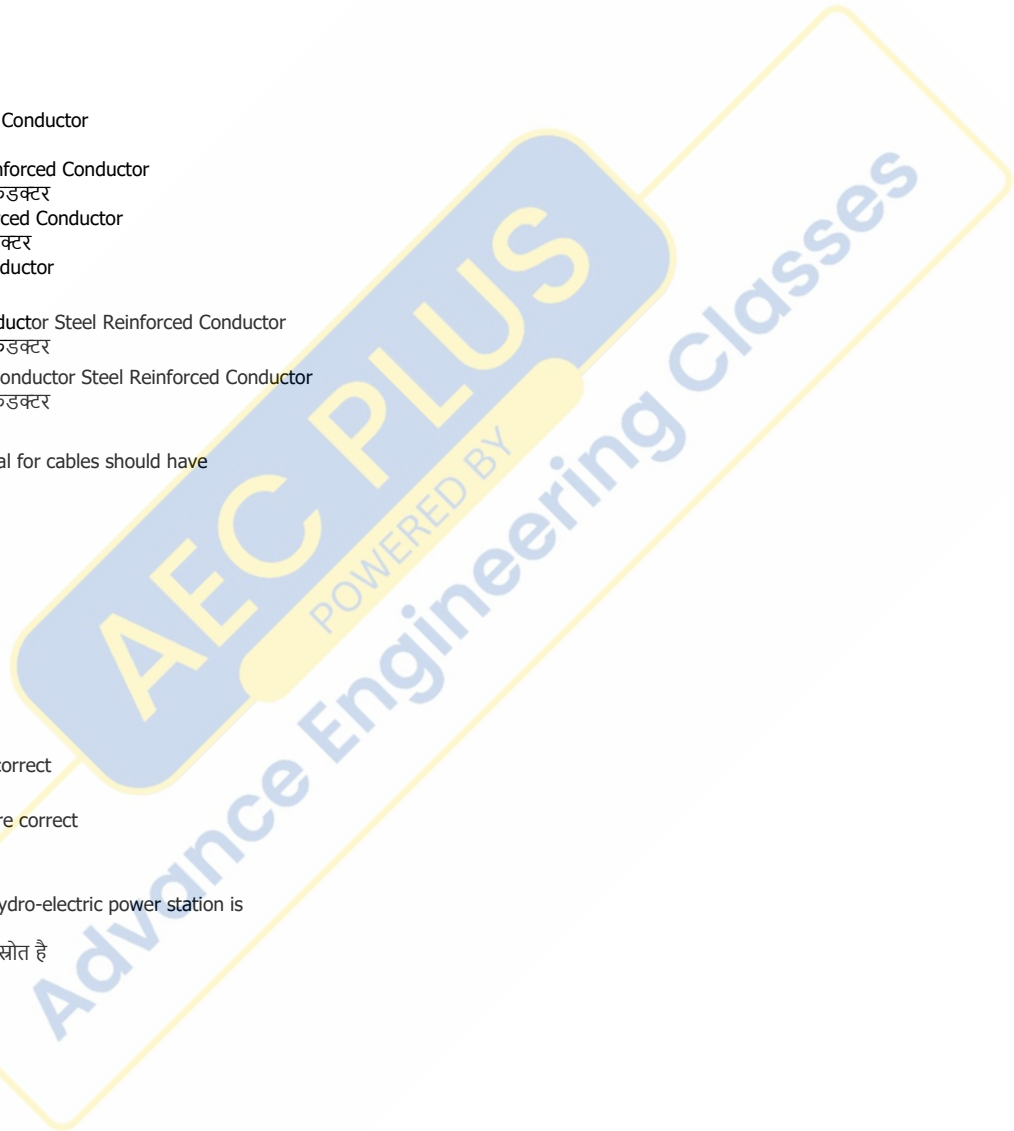 Conductor
nforced Conductor
कंडक्टर
ced Conductor
क्टर
ductor
ductor Steel Reinforced Conductor
कंडक्टर
onductor Steel Reinforced Conductor
कंडक्टर
al for cables should have
correct
re correct
ydro-electric power station is
स्रोत है
AEC PLUS
POWERED BY
Advance Engineering Classes